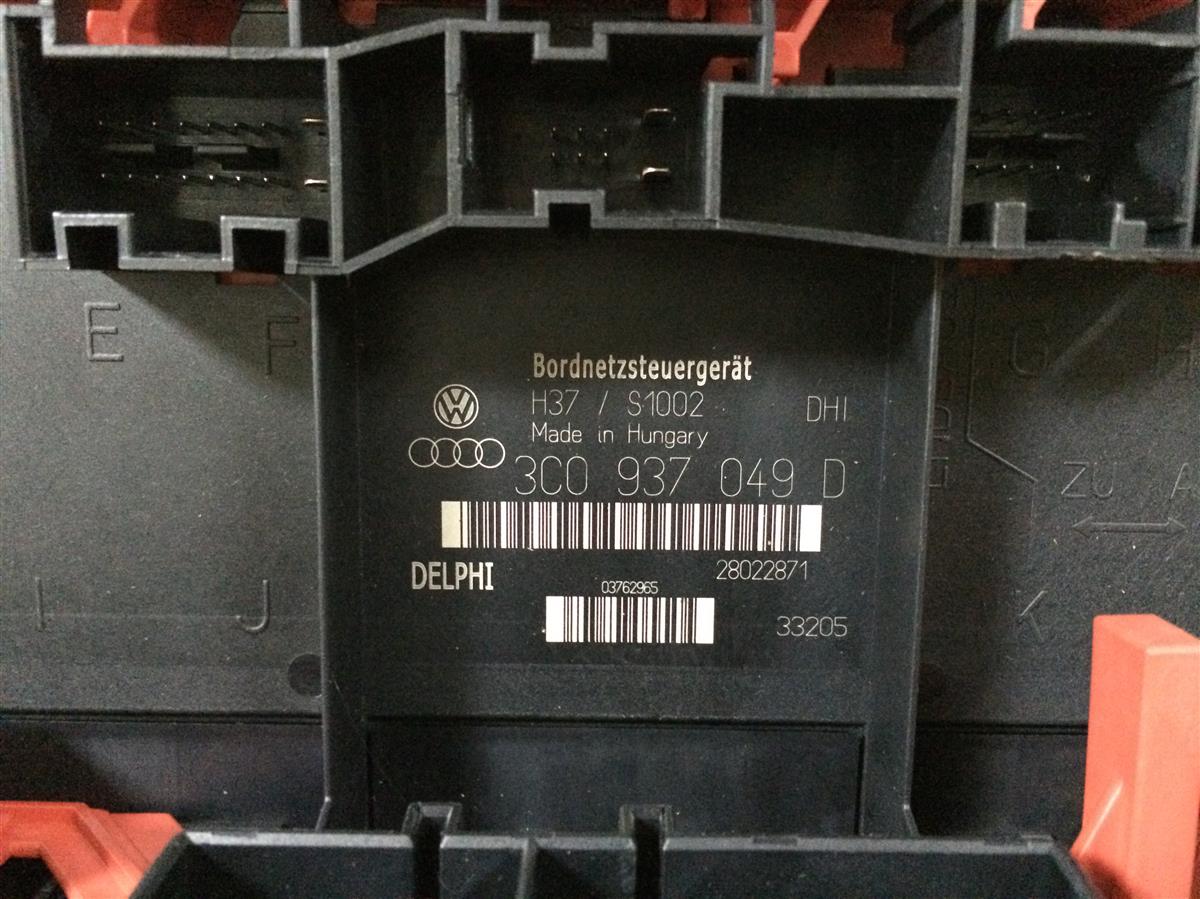 E F
Bordnetzsteuergerät
H37 / S1002 DHI
Made in Hungary
3C0 937 049 D
DELPHI
28022871
03762965
33205
ZU A
I J
K